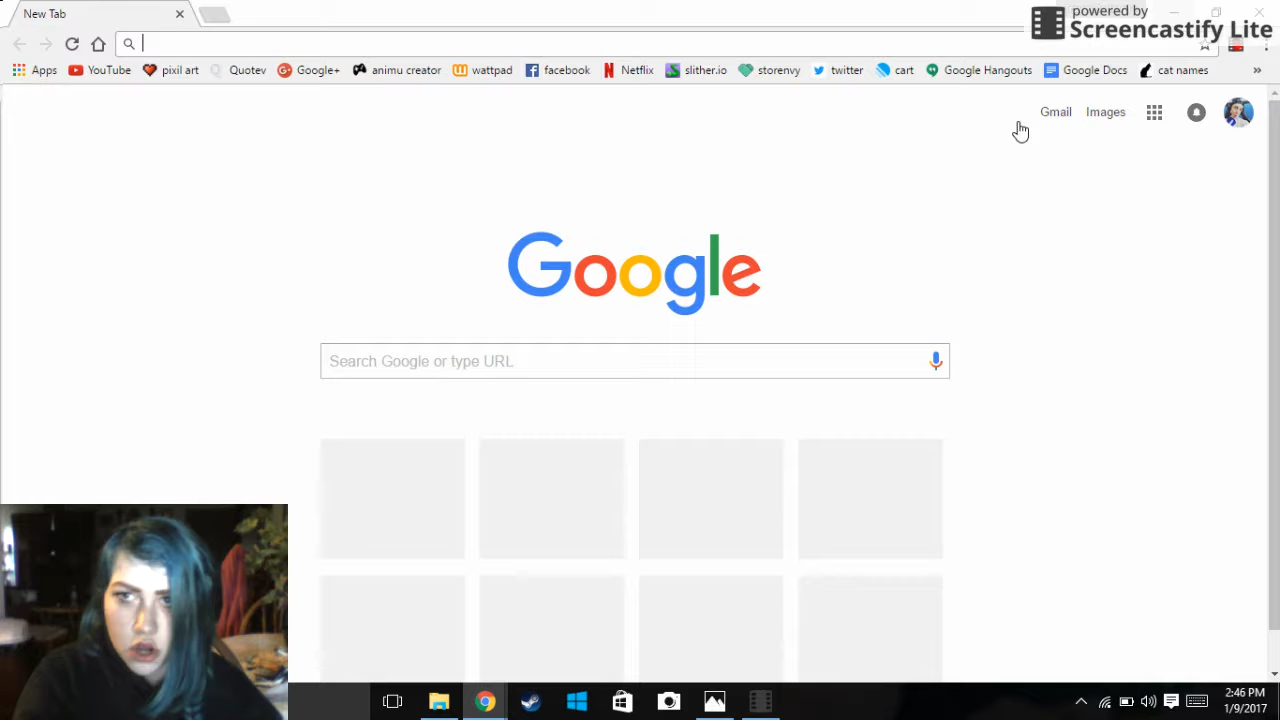 New Tab
powered by
Screencastify Lite
Apps YouTube pixil art Quotev Google+ animu creator wattpad facebook Netflix slither.io storenvy twitter cart Google Hangouts Google Docs cat names »
Gmail Images
Google
Search Google or type URL
2:46 PM
1/9/2017